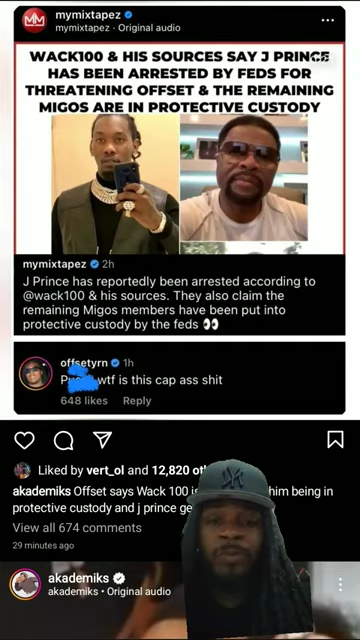 mymixtapez
mymixtapez · Original audio
WACK100 & HIS SOURCES SAY J PRINCE
HAS BEEN ARRESTED BY FEDS FOR
THREATENING OFFSET & THE REMAINING
MIGOS ARE IN PROTECTIVE CUSTODY
mymixtapez 2h
J Prince has reportedly been arrested according to
@wack100 & his sources. They also claim the
remaining Migos members have been put into
protective custody by the feds 👀
offsetyrn 1h
wtf is this cap ass shit
648 likes Reply
Liked by vert_ol and 12,820
akademiks Offset says Wack 100 him being in
protective custody and j prince
View all 674 comments
29 minutes ago
akademiks
akademiks • Original audio